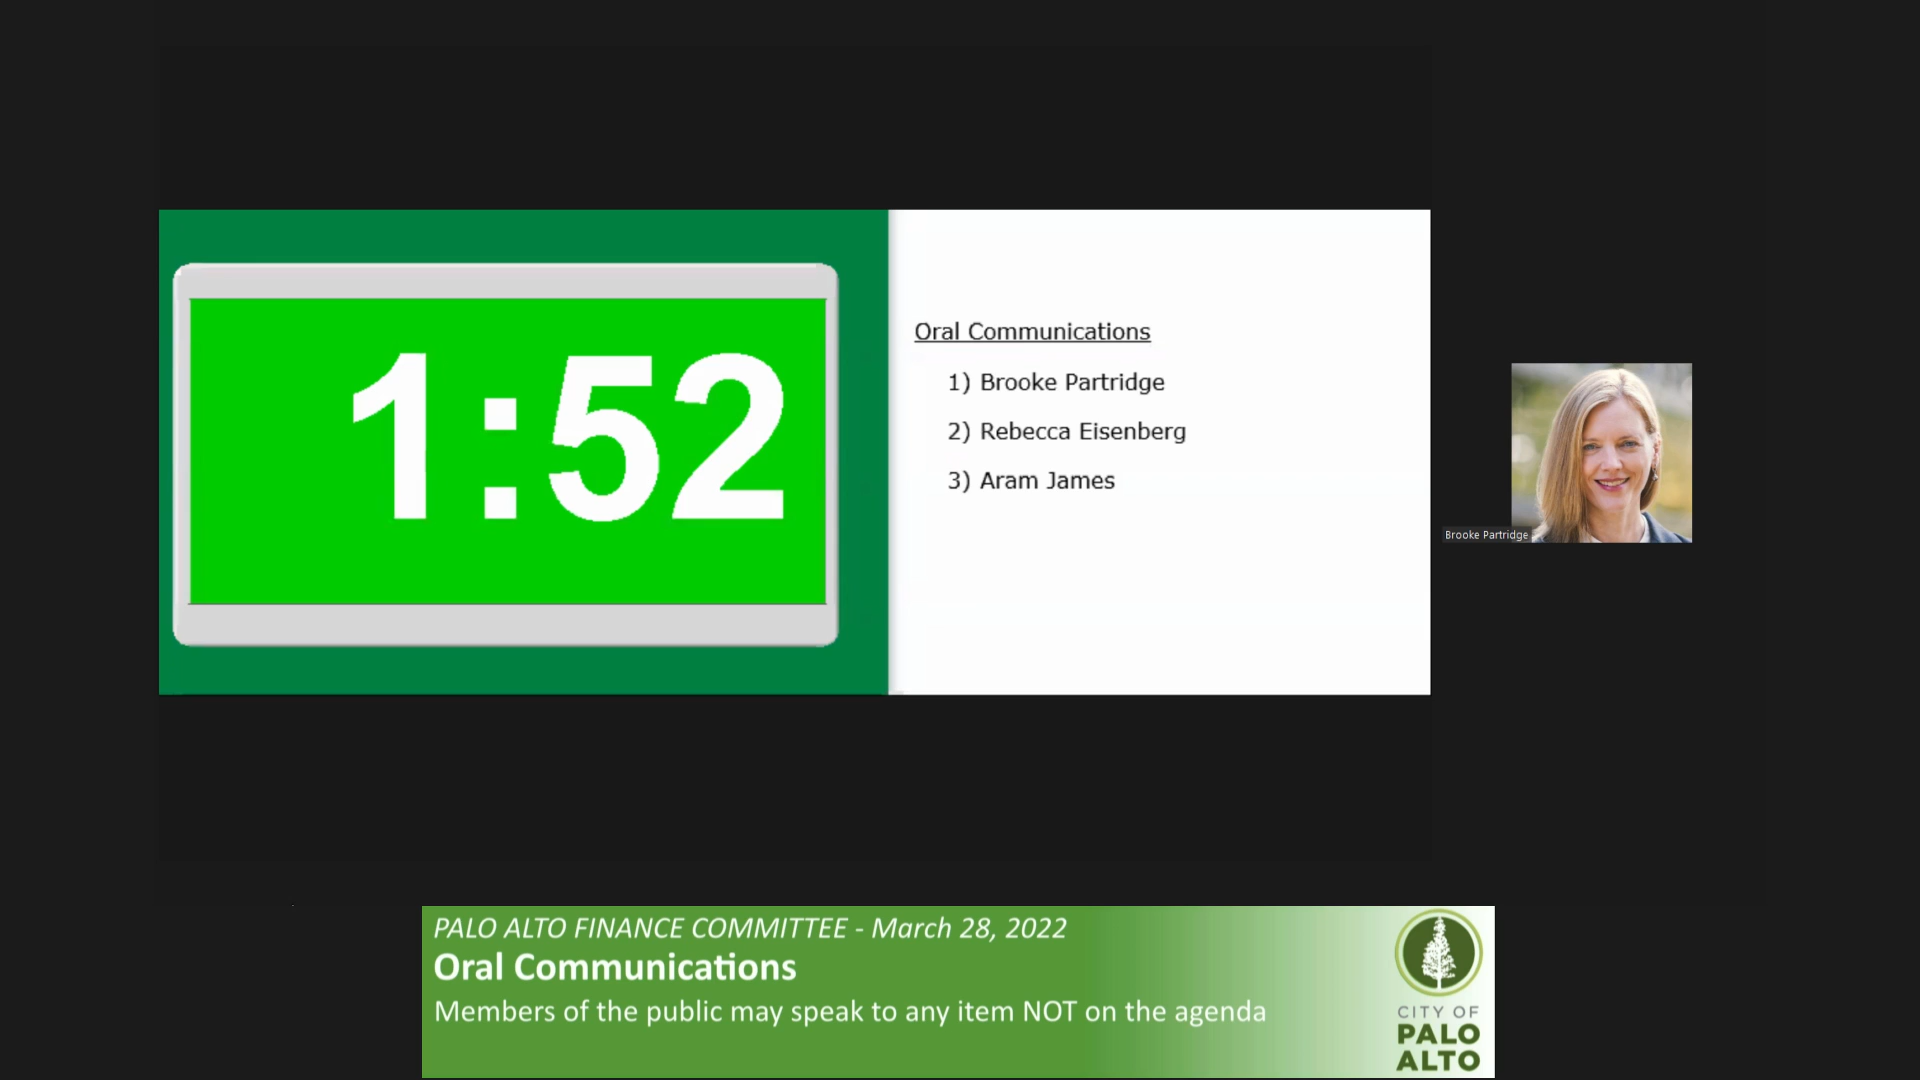 1:52
Oral Communications
1) Brooke Partridge
2) Rebecca Eisenberg
3) Aram James
Brooke Partridge
PALO ALTO FINANCE COMMITTEE - March 28, 2022
Oral Communications
Members of the public may speak to any item NOT on the agenda
CITY OF
PALO
ALTO